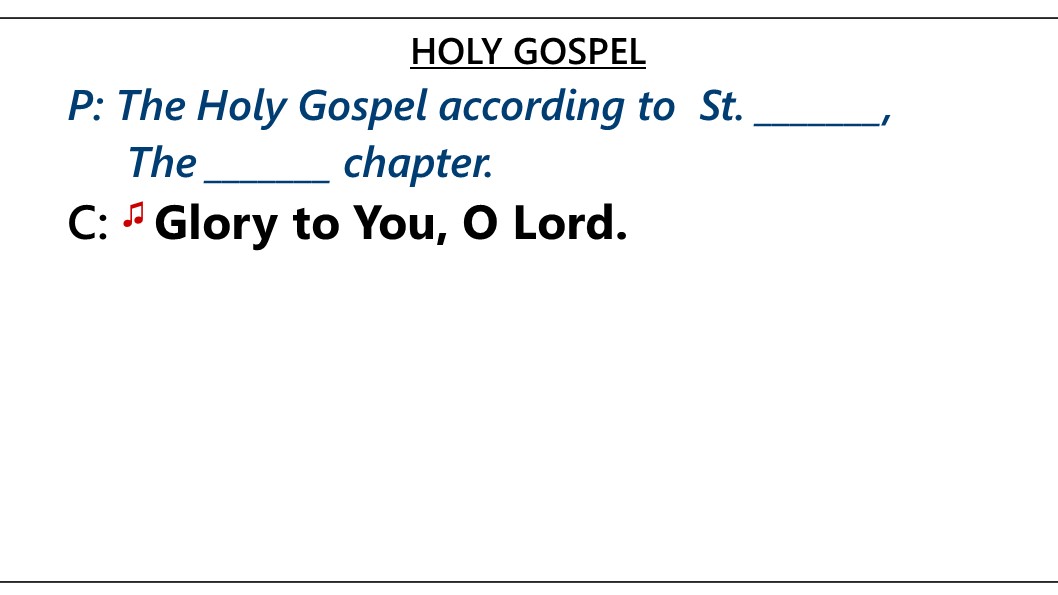 HOLY GOSPEL
P: The Holy Gospel according to  St. _______,
The _______ chapter.
C: ♫ Glory to You, O Lord.